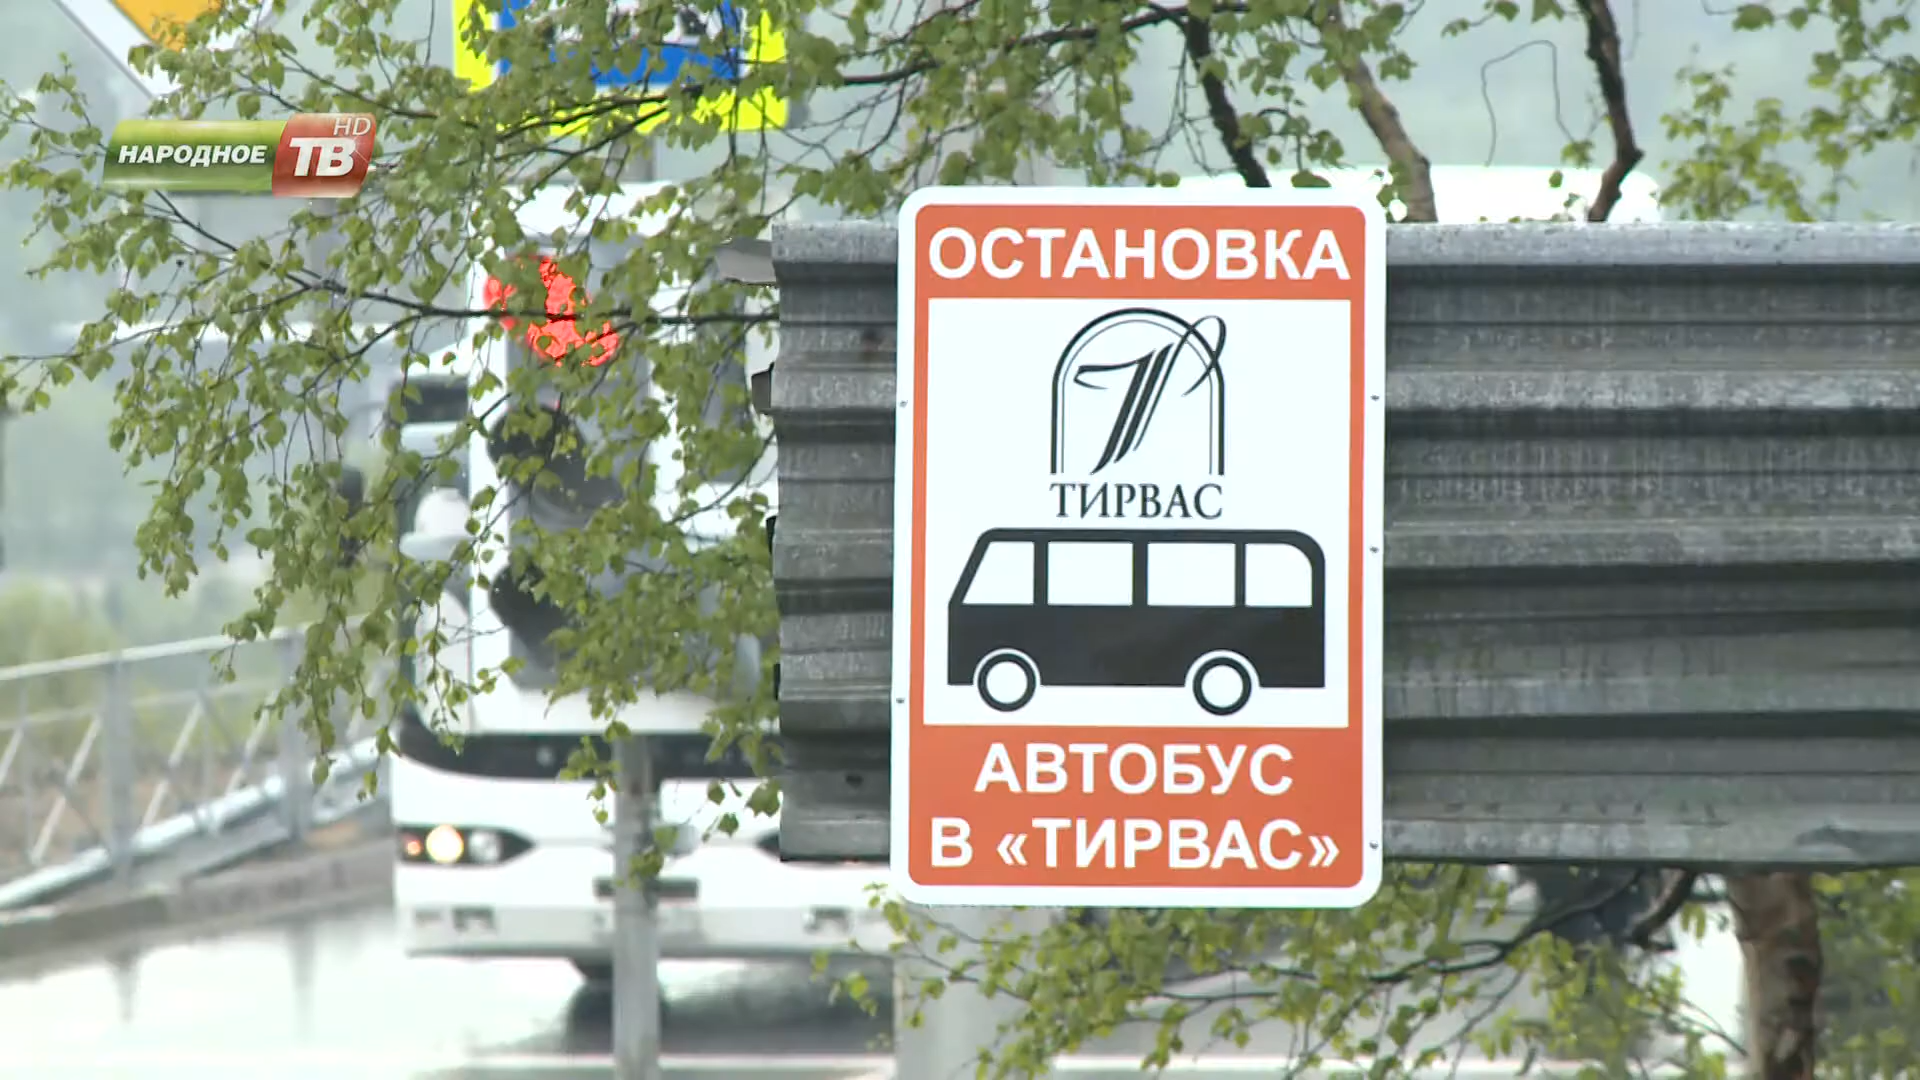 НАРОДНОЕ ТВ HD
ОСТАНОВКА
ТИРВАС
АВТОБУС
В «ТИРВАС»